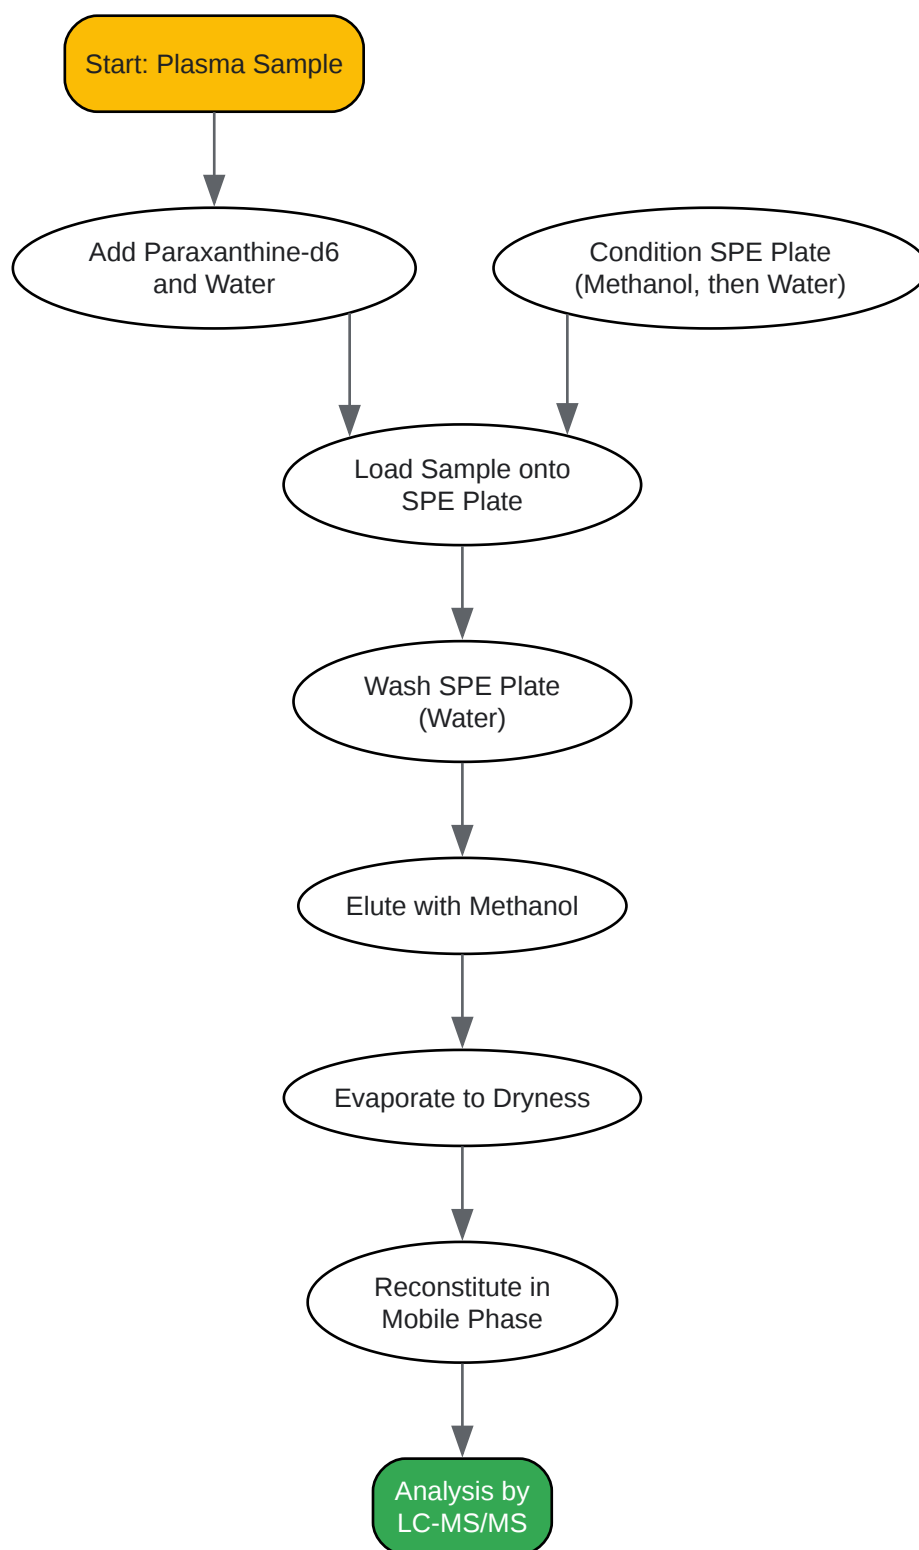 Start: Plasma Sample
Add Paraxanthine-d6
and Water
Condition SPE Plate
(Methanol, then Water)
Load Sample onto
SPE Plate
Wash SPE Plate
(Water)
Elute with Methanol
Evaporate to Dryness
Reconstitute in
Mobile Phase
Analysis by
LC-MS/MS